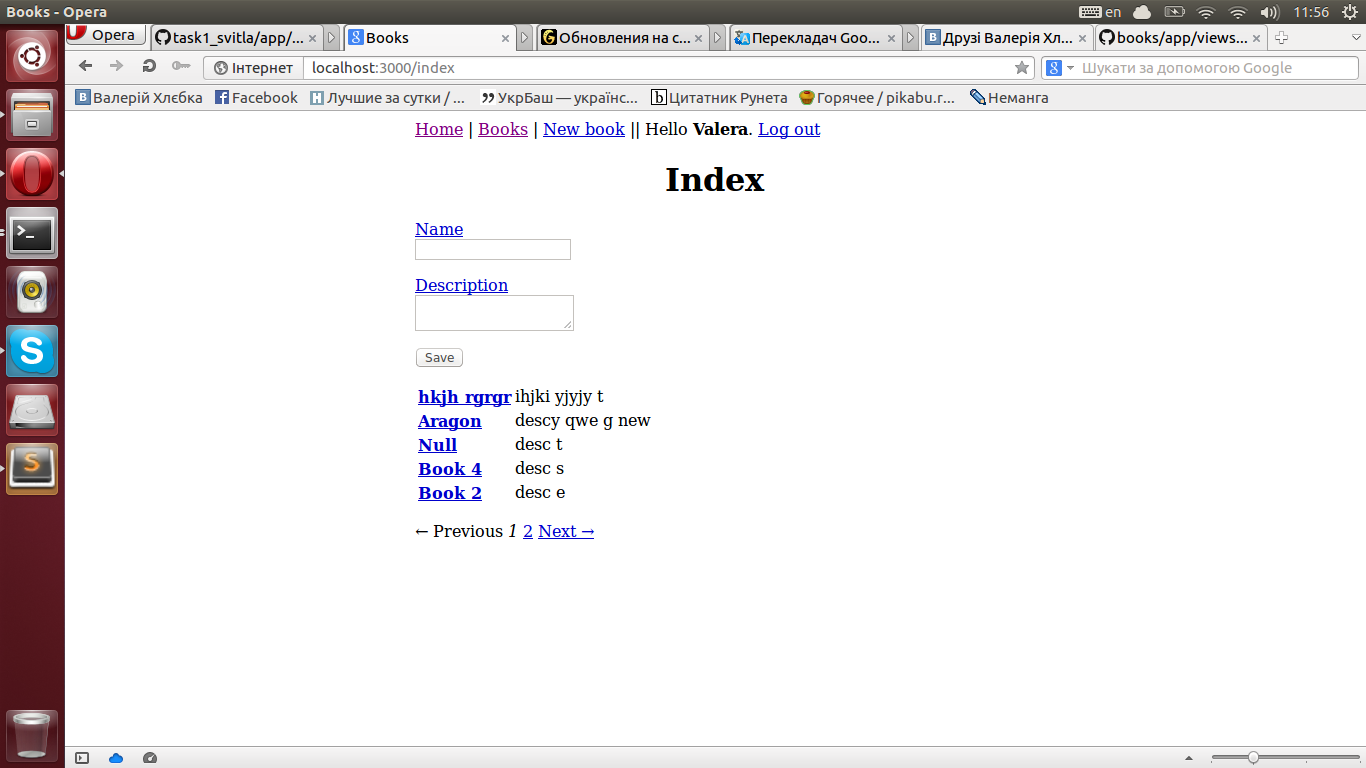 Books - Opera
en
11:56
Opera
task1_svitla/app/...
Books
Обновления на с...
Перекладач Goo...
Друзі Валерія Хл...
books/app/views...
Інтернет
localhost:3000/index
Шукати за допомогою Google
Валерій Хлєбка
Facebook
Лучшие за сутки / ...
УкрБаш — українс...
Цитатник Рунета
Горячее / pikabu.r...
Неманга
Home | Books | New book || Hello Valera. Log out
Index
Name
Description
Save
hkjh rgrgr ihjki yjyjy t
Aragon descy qwe g new
Null desc t
Book 4 desc s
Book 2 desc e
← Previous 1 2 Next →